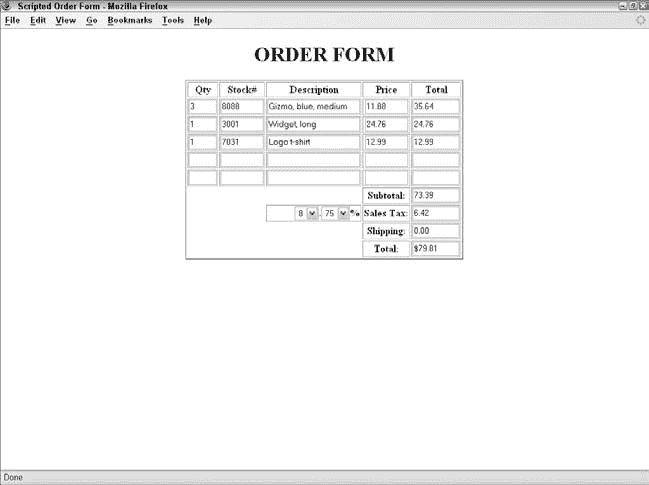 Scripted Order Form - Mozilla Firefox
File Edit View Go Bookmarks Tools Help
ORDER FORM
Qty Stock# Description Price Total
3 8088 Gizmo, blue, medium 11.88 35.64
1 3001 Widget, long 24.76 24.76
1 7031 Logo t-shirt 12.99 12.99
Subtotal: 73.39
8 . 75 % Sales Tax: 6.42
Shipping: 0.00
Total: $79.81
Done